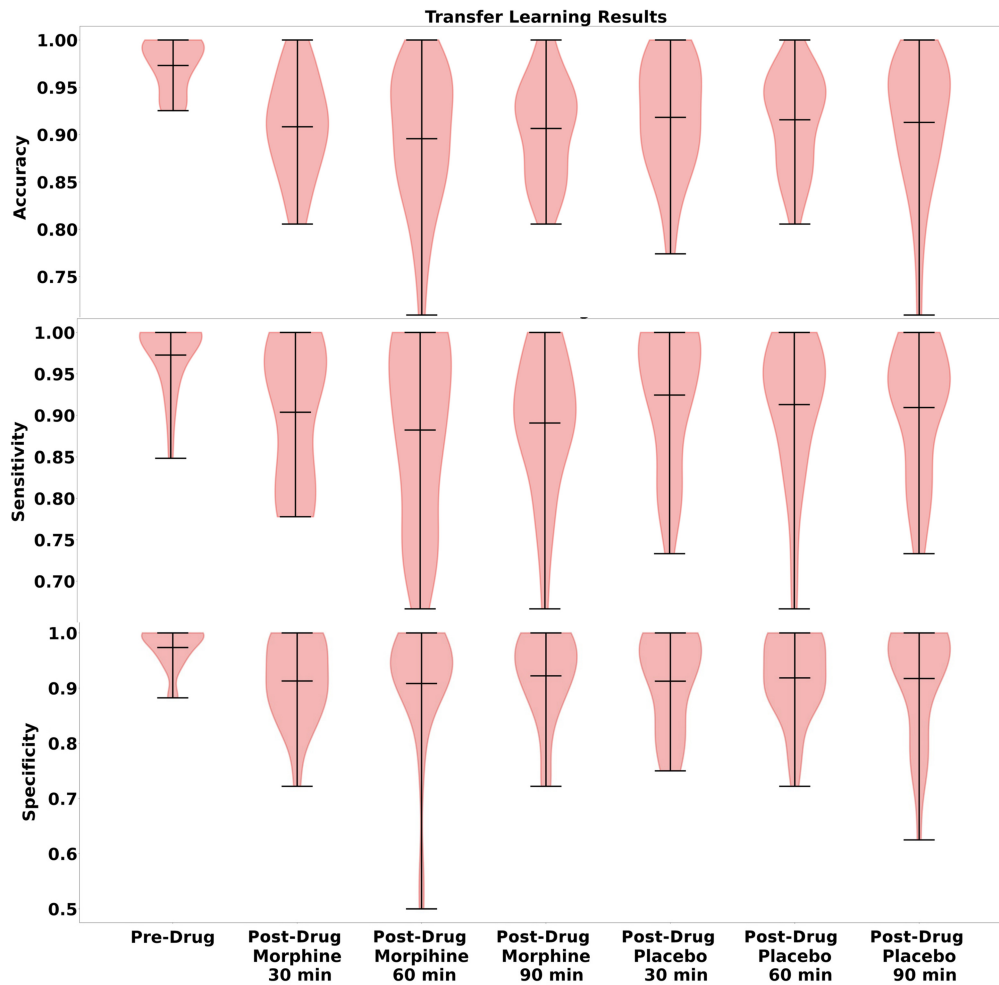 Transfer Learning Results
Accuracy
1.00
0.95
0.90
0.85
0.80
0.75
Sensitivity
1.00
0.95
0.90
0.85
0.80
0.75
0.70
Specificity
1.0
0.9
0.8
0.7
0.6
0.5
Pre-Drug
Post-Drug
Morphine
30 min
Post-Drug
Morpihine
60 min
Post-Drug
Morphine
90 min
Post-Drug
Placebo
30 min
Post-Drug
Placebo
60 min
Post-Drug
Placebo
90 min